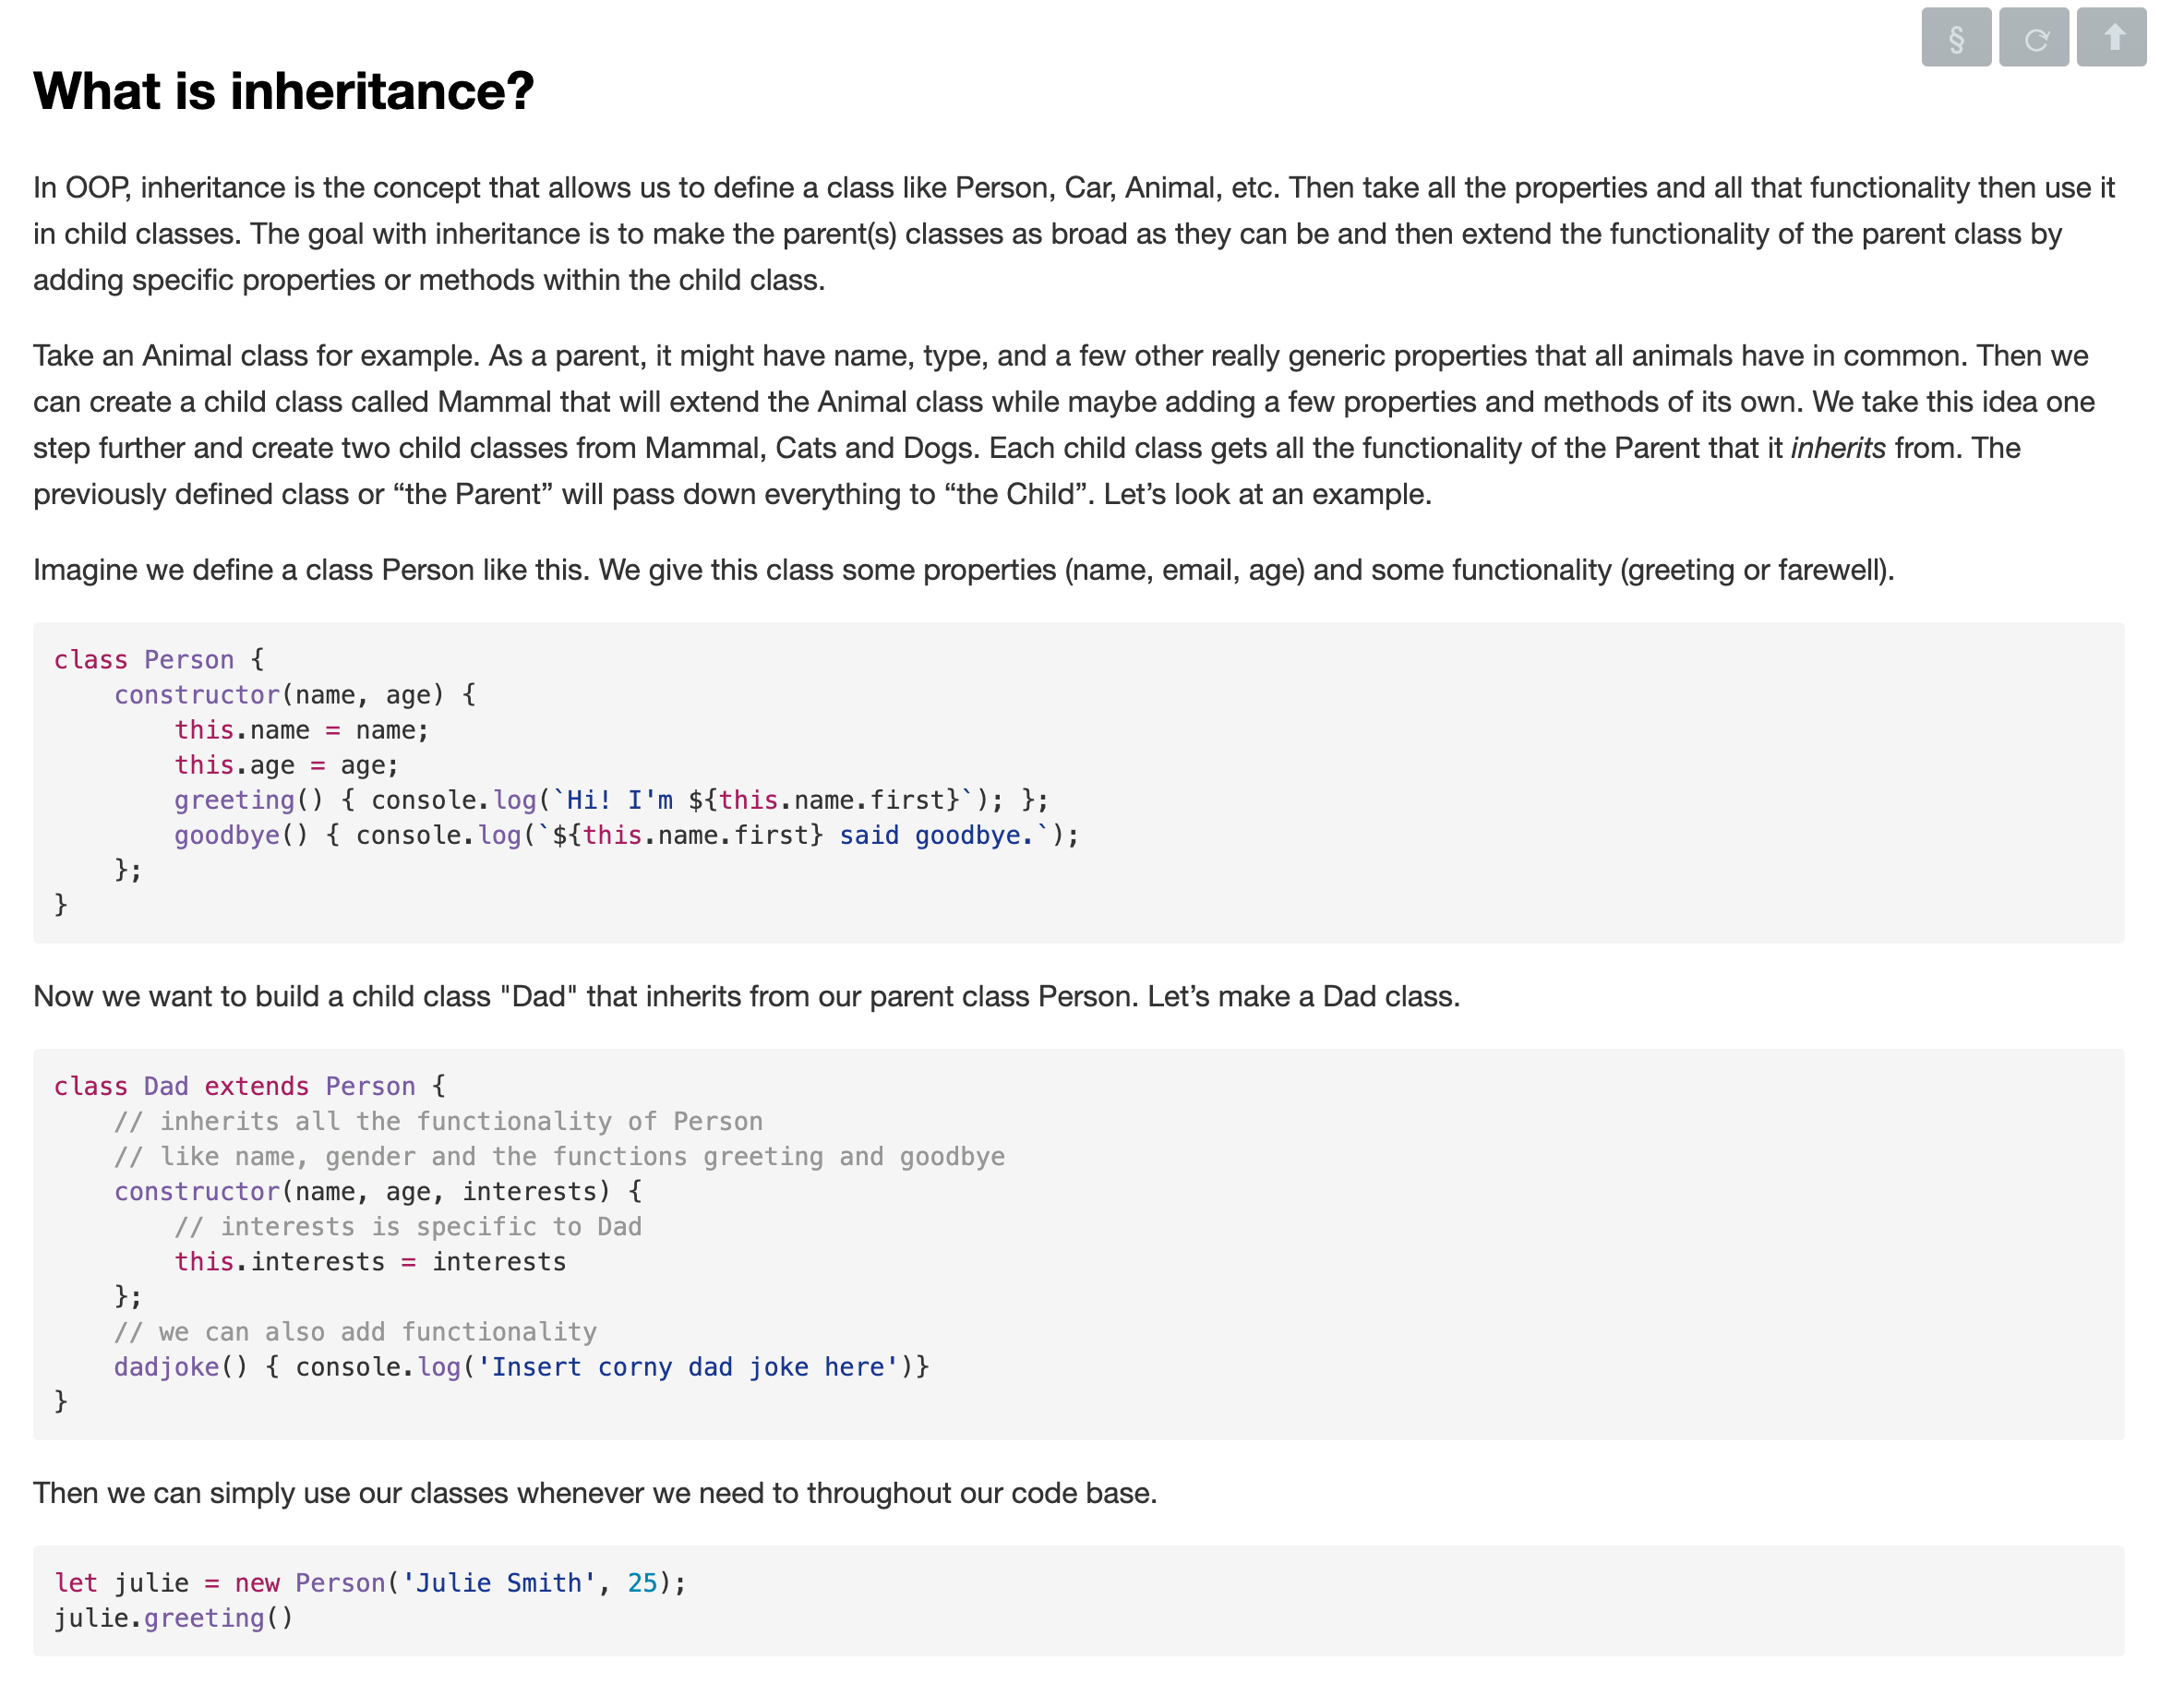 §
What is inheritance?
In OOP, inheritance is the concept that allows us to define a class like Person, Car, Animal, etc. Then take all the properties and all that functionality then use it
in child classes. The goal with inheritance is to make the parent(s) classes as broad as they can be and then extend the functionality of the parent class by
adding specific properties or methods within the child class.
Take an Animal class for example. As a parent, it might have name, type, and a few other really generic properties that all animals have in common. Then we
can create a child class called Mammal that will extend the Animal class while maybe adding a few properties and methods of its own. We take this idea one
step further and create two child classes from Mammal, Cats and Dogs. Each child class gets all the functionality of the Parent that it inherits from. The
previously defined class or “the Parent” will pass down everything to “the Child”. Let’s look at an example.
Imagine we define a class Person like this. We give this class some properties (name, email, age) and some functionality (greeting or farewell).
class Person {
    constructor(name, age) {
        this.name = name;
        this.age = age;
        greeting() { console.log(`Hi! I'm ${this.name.first}`); };
        goodbye() { console.log(`${this.name.first} said goodbye.`);
    };
}
Now we want to build a child class "Dad" that inherits from our parent class Person. Let’s make a Dad class.
class Dad extends Person {
    // inherits all the functionality of Person
    // like name, gender and the functions greeting and goodbye
    constructor(name, age, interests) {
        // interests is specific to Dad
        this.interests = interests
    };
    // we can also add functionality
    dadjoke() { console.log('Insert corny dad joke here')}
}
Then we can simply use our classes whenever we need to throughout our code base.
let julie = new Person('Julie Smith', 25);
julie.greeting()